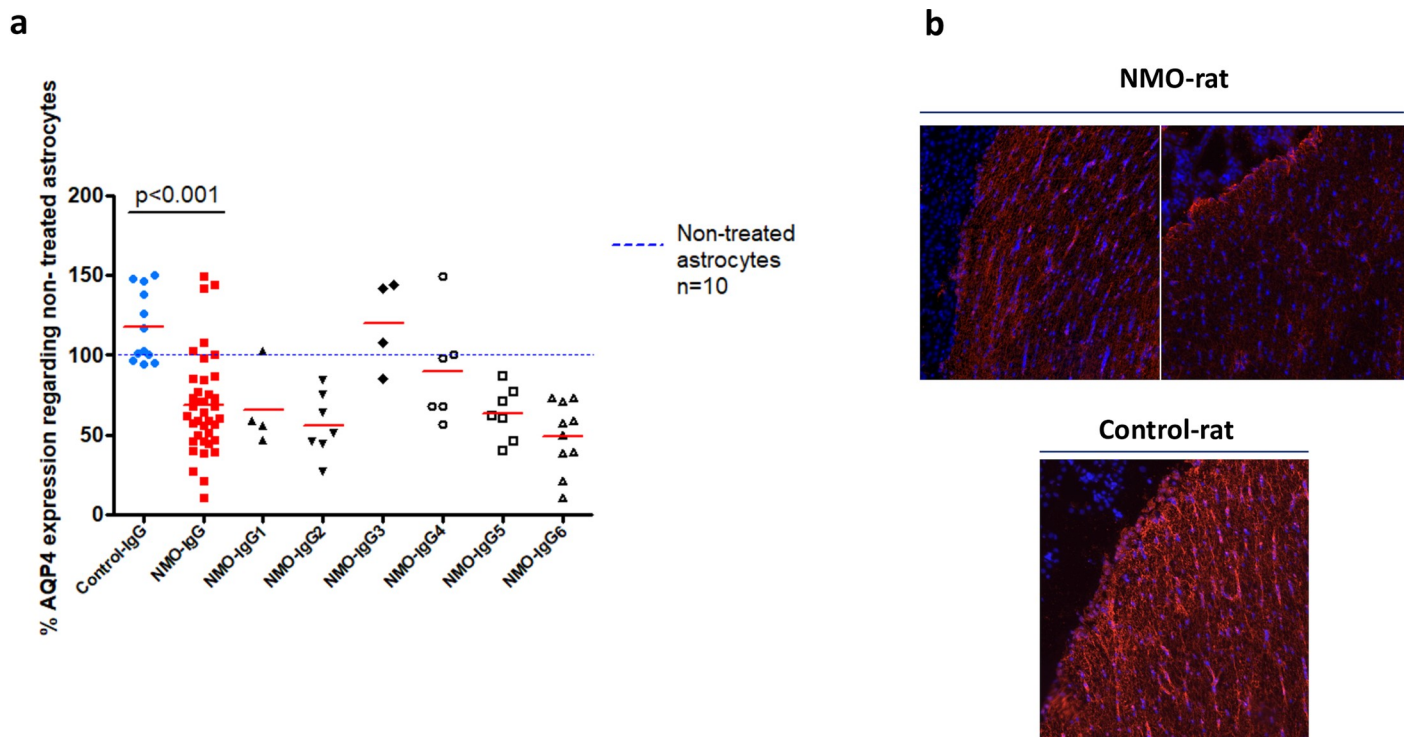 a
b
NMO-rat
% AQP4 expression regarding non- treated astrocytes
200
150
100
50
0
p<0.001
Non-treated
astrocytes
n=10
Control-IgG
NMO-IgG
NMO-IgG1
NMO-IgG2
NMO-IgG3
NMO-IgG4
NMO-IgG5
NMO-IgG6
Control-rat